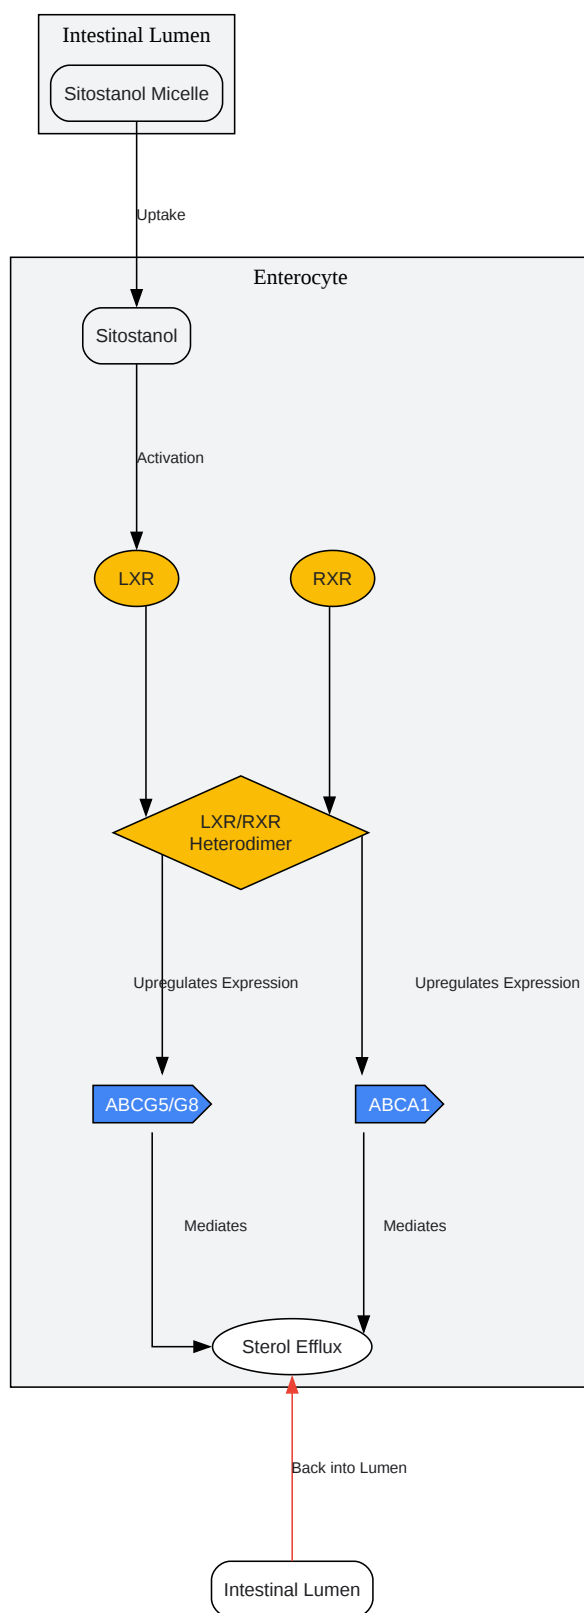 Intestinal Lumen
Sitostanol Micelle
Uptake
Enterocyte
Sitostanol
Activation
LXR
RXR
LXR/RXR
Heterodimer
Upregulates Expression
Upregulates Expression
ABCG5/G8
ABCA1
Mediates
Mediates
Sterol Efflux
Back into Lumen
Intestinal Lumen